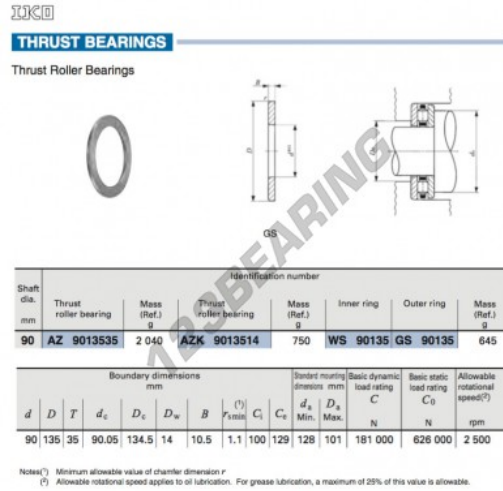 IKO
THRUST BEARINGS
Thrust Roller Bearings
B
r
D
GS
123BEARING
Identification number
Shaft dia. mm
Thrust roller bearing
Mass (Ref.) g
Thrust roller bearing
Mass (Ref.) g
Inner ring
Outer ring
Mass (Ref.) g
90 AZ 9013535 2 040 AZK 9013514 750 WS 90135 GS 90135 645
Boundary dimensions mm
Standard mounting dimensions mm
Basic dynamic load rating C N
Basic static load rating C0 N
Allowable rotational speed(2) rpm
d D T dc Dc Dw B rs min (1) Ci Ce da Min. Da Max.
90 135 35 90.05 134.5 14 10.5 1.1 100 129 128 101 181 000 626 000 2 500
Notes(1) Minimum allowable value of chamfer dimension r
(2) Allowable rotational speed applies to oil lubrication. For grease lubrication, a maximum of 25% of this value is allowable.